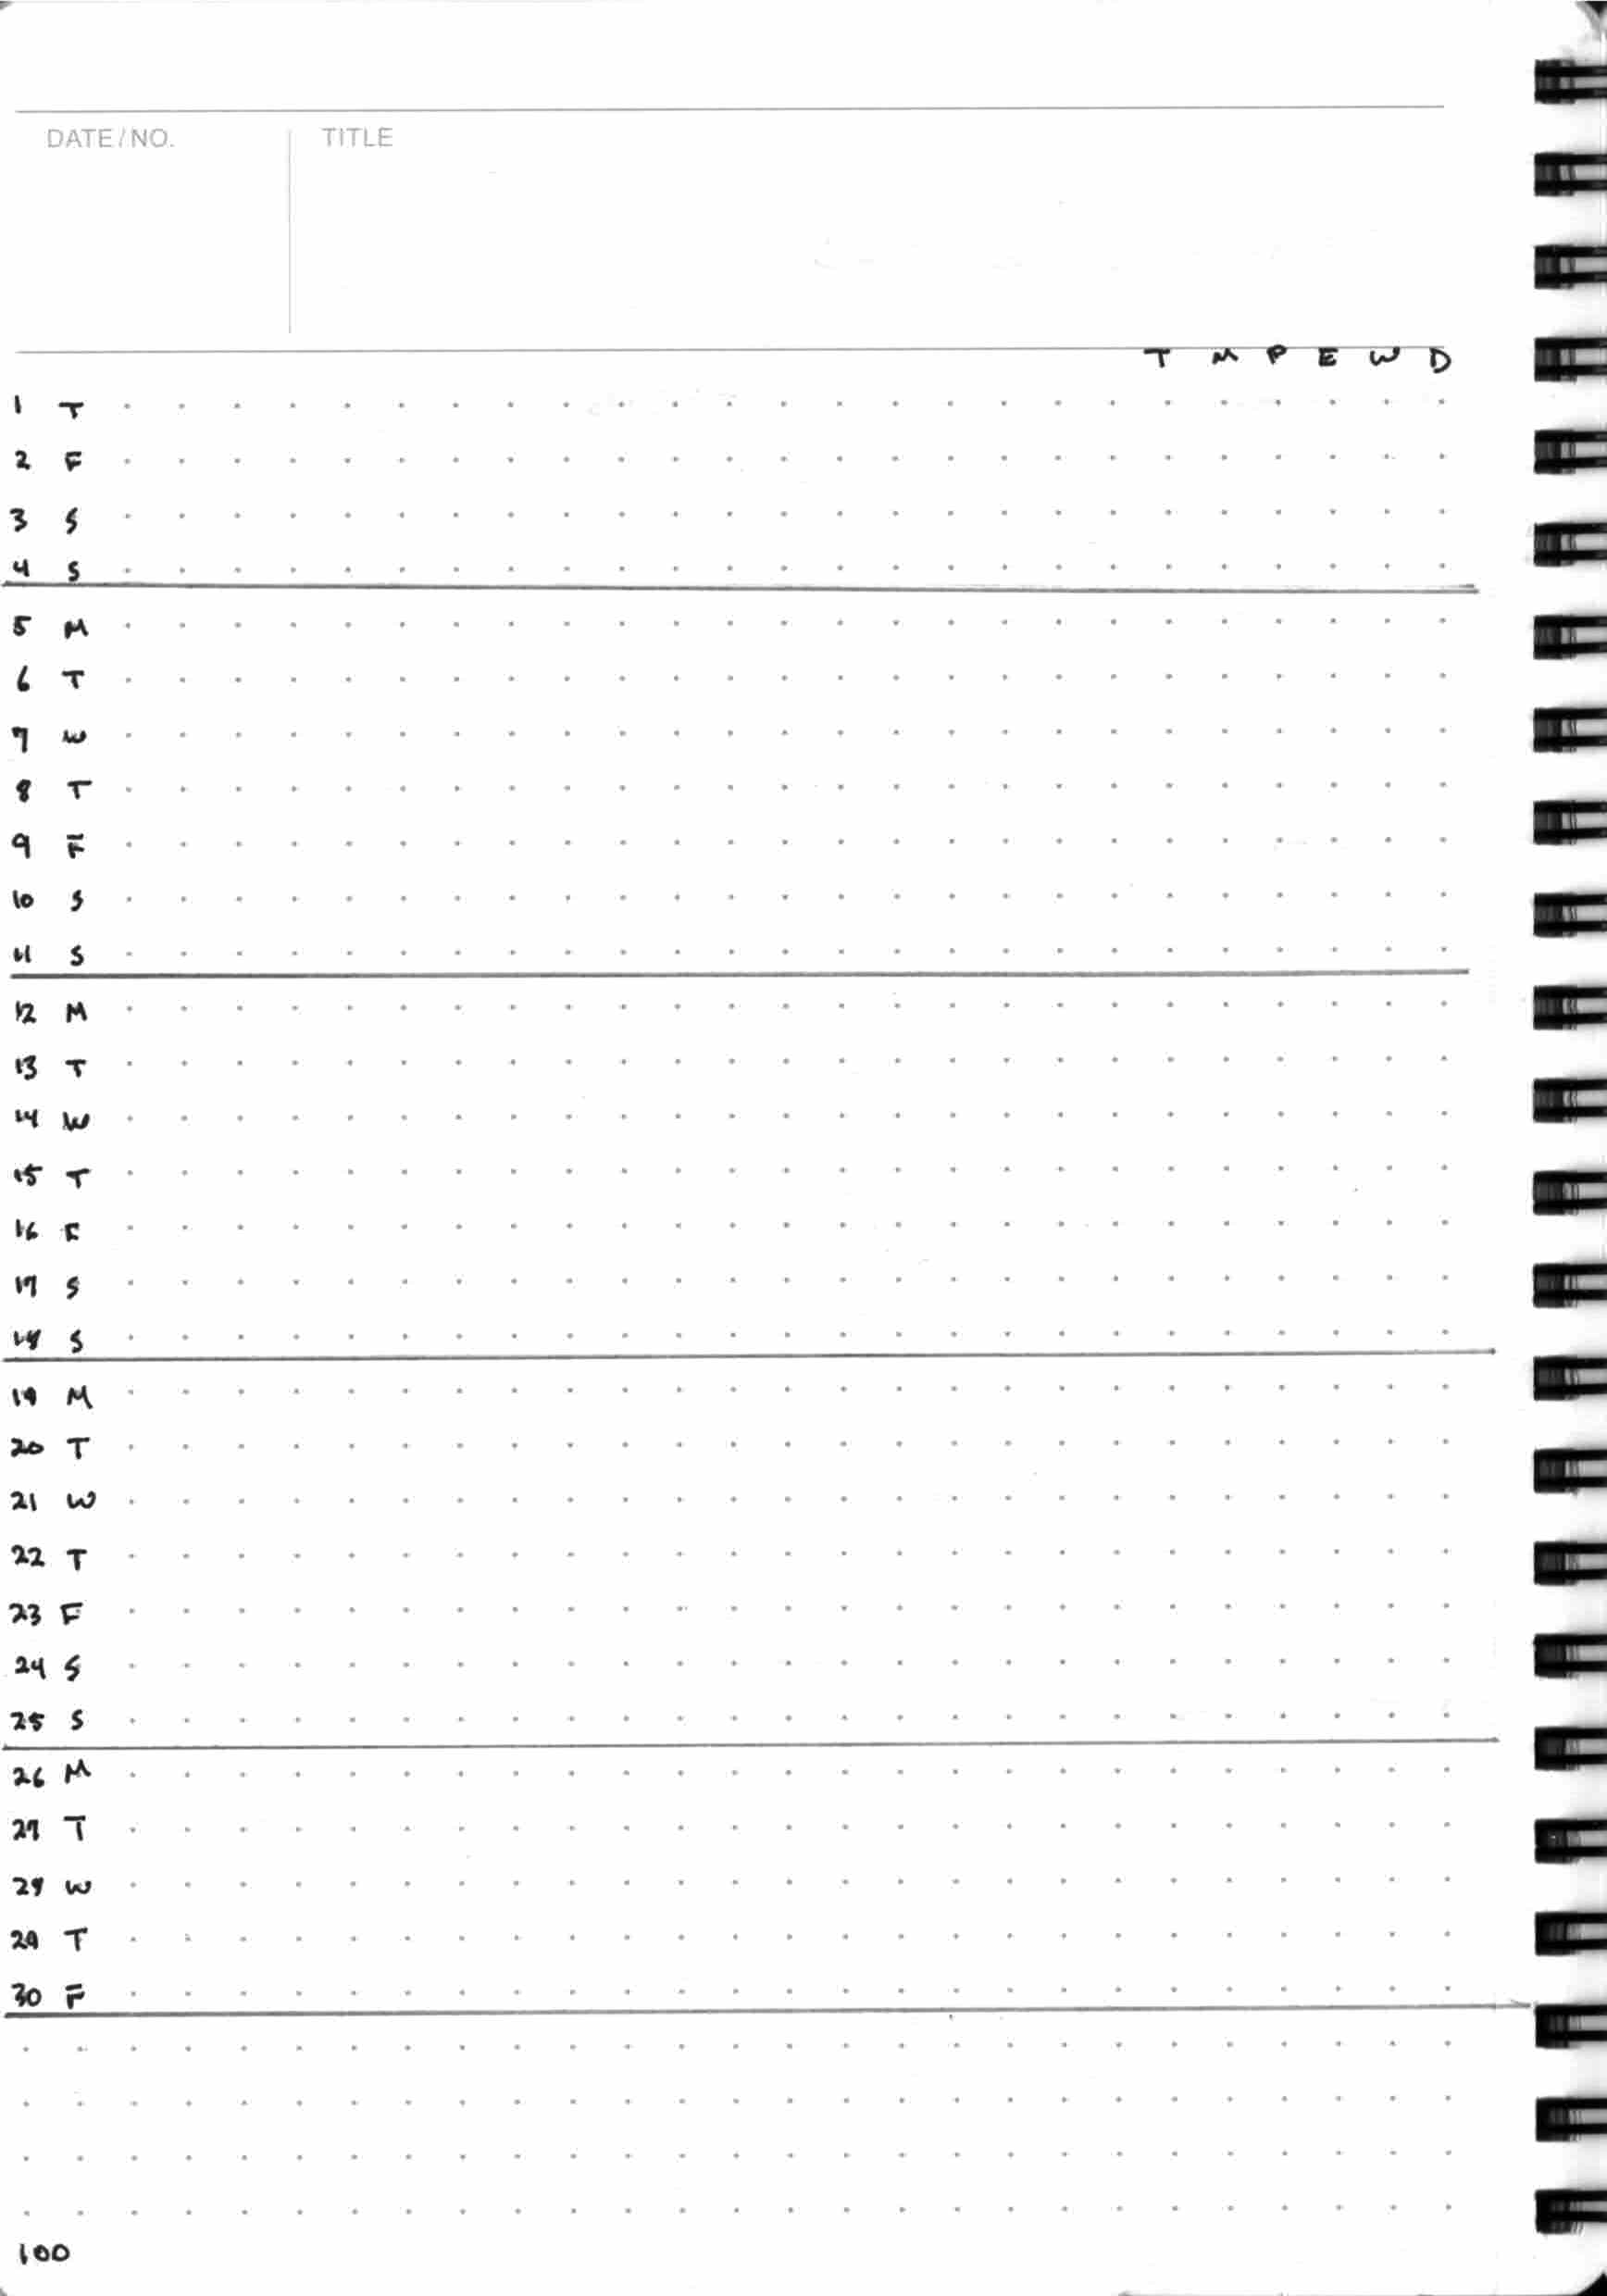 DATE/NO. TITLE
T M P E W D
1 T
2 F
3 S
4 S
5 M
6 T
7 W
8 T
9 F
10 S
11 S
12 M
13 T
14 W
15 T
16 F
17 S
18 S
19 M
20 T
21 W
22 T
23 F
24 S
25 S
26 M
27 T
28 W
29 T
30 F
100